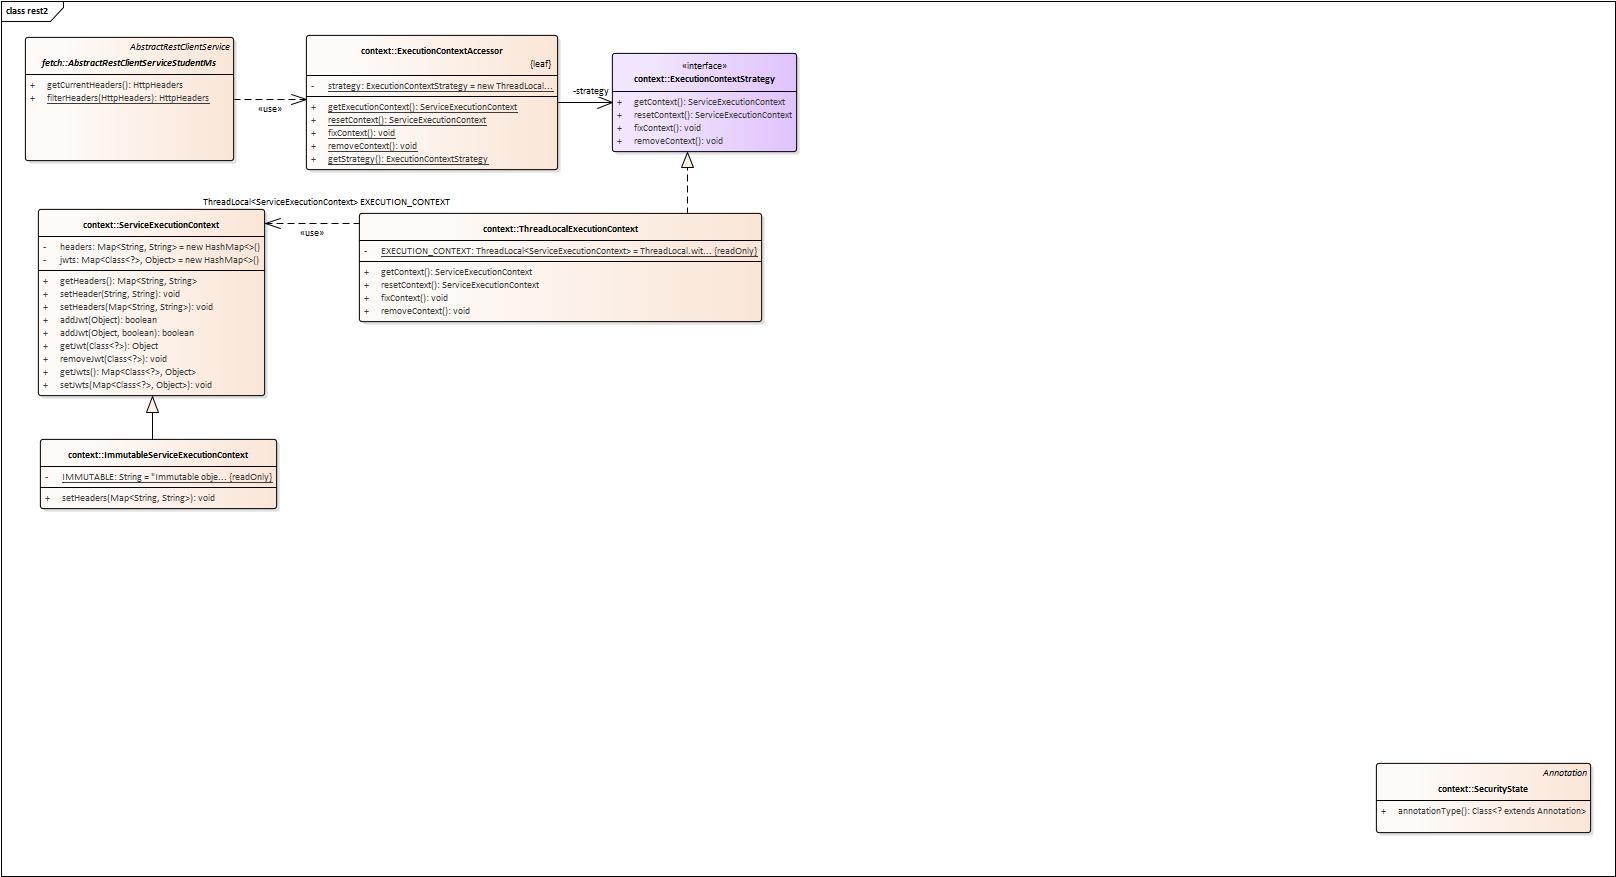 class rest2
AbstractRestClientService
fetch::AbstractRestClientServiceStudentMs
+ getCurrentHeaders(): HttpHeaders
+ filterHeaders(HttpHeaders): HttpHeaders
«use»
context::ExecutionContextAccessor
{leaf}
- strategy: ExecutionContextStrategy = new ThreadLocal...
+ getExecutionContext(): ServiceExecutionContext
+ resetContext(): ServiceExecutionContext
+ fixContext(): void
+ removeContext(): void
+ getStrategy(): ExecutionContextStrategy
-strategy
«interface»
context::ExecutionContextStrategy
+ getContext(): ServiceExecutionContext
+ resetContext(): ServiceExecutionContext
+ fixContext(): void
+ removeContext(): void
ThreadLocal<ServiceExecutionContext> EXECUTION_CONTEXT
«use»
context::ServiceExecutionContext
- headers: Map<String, String> = new HashMap<>()
- jwts: Map<Class<?>, Object> = new HashMap<>()
+ getHeaders(): Map<String, String>
+ setHeader(String, String): void
+ setHeaders(Map<String, String>): void
+ addJwt(Object): boolean
+ addJwt(Object, boolean): boolean
+ getJwt(Class<?>): Object
+ removeJwt(Class<?>): void
+ getJwts(): Map<Class<?>, Object>
+ setJwts(Map<Class<?>, Object>): void
context::ThreadLocalExecutionContext
- EXECUTION_CONTEXT: ThreadLocal<ServiceExecutionContext> = ThreadLocal.wit... {readOnly}
+ getContext(): ServiceExecutionContext
+ resetContext(): ServiceExecutionContext
+ fixContext(): void
+ removeContext(): void
context::ImmutableServiceExecutionContext
- IMMUTABLE: String = "Immutable obje... {readOnly}
+ setHeaders(Map<String, String>): void
Annotation
context::SecurityState
+ annotationType(): Class<? extends Annotation>